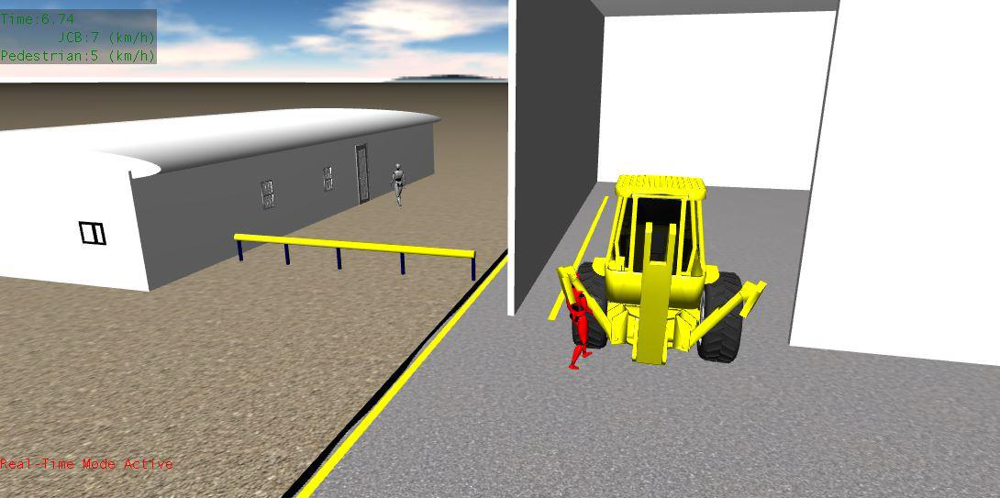 Time:6.74
JCB:7 (km/h)
Pedestrian:5 (km/h)
Real-Time Mode Active